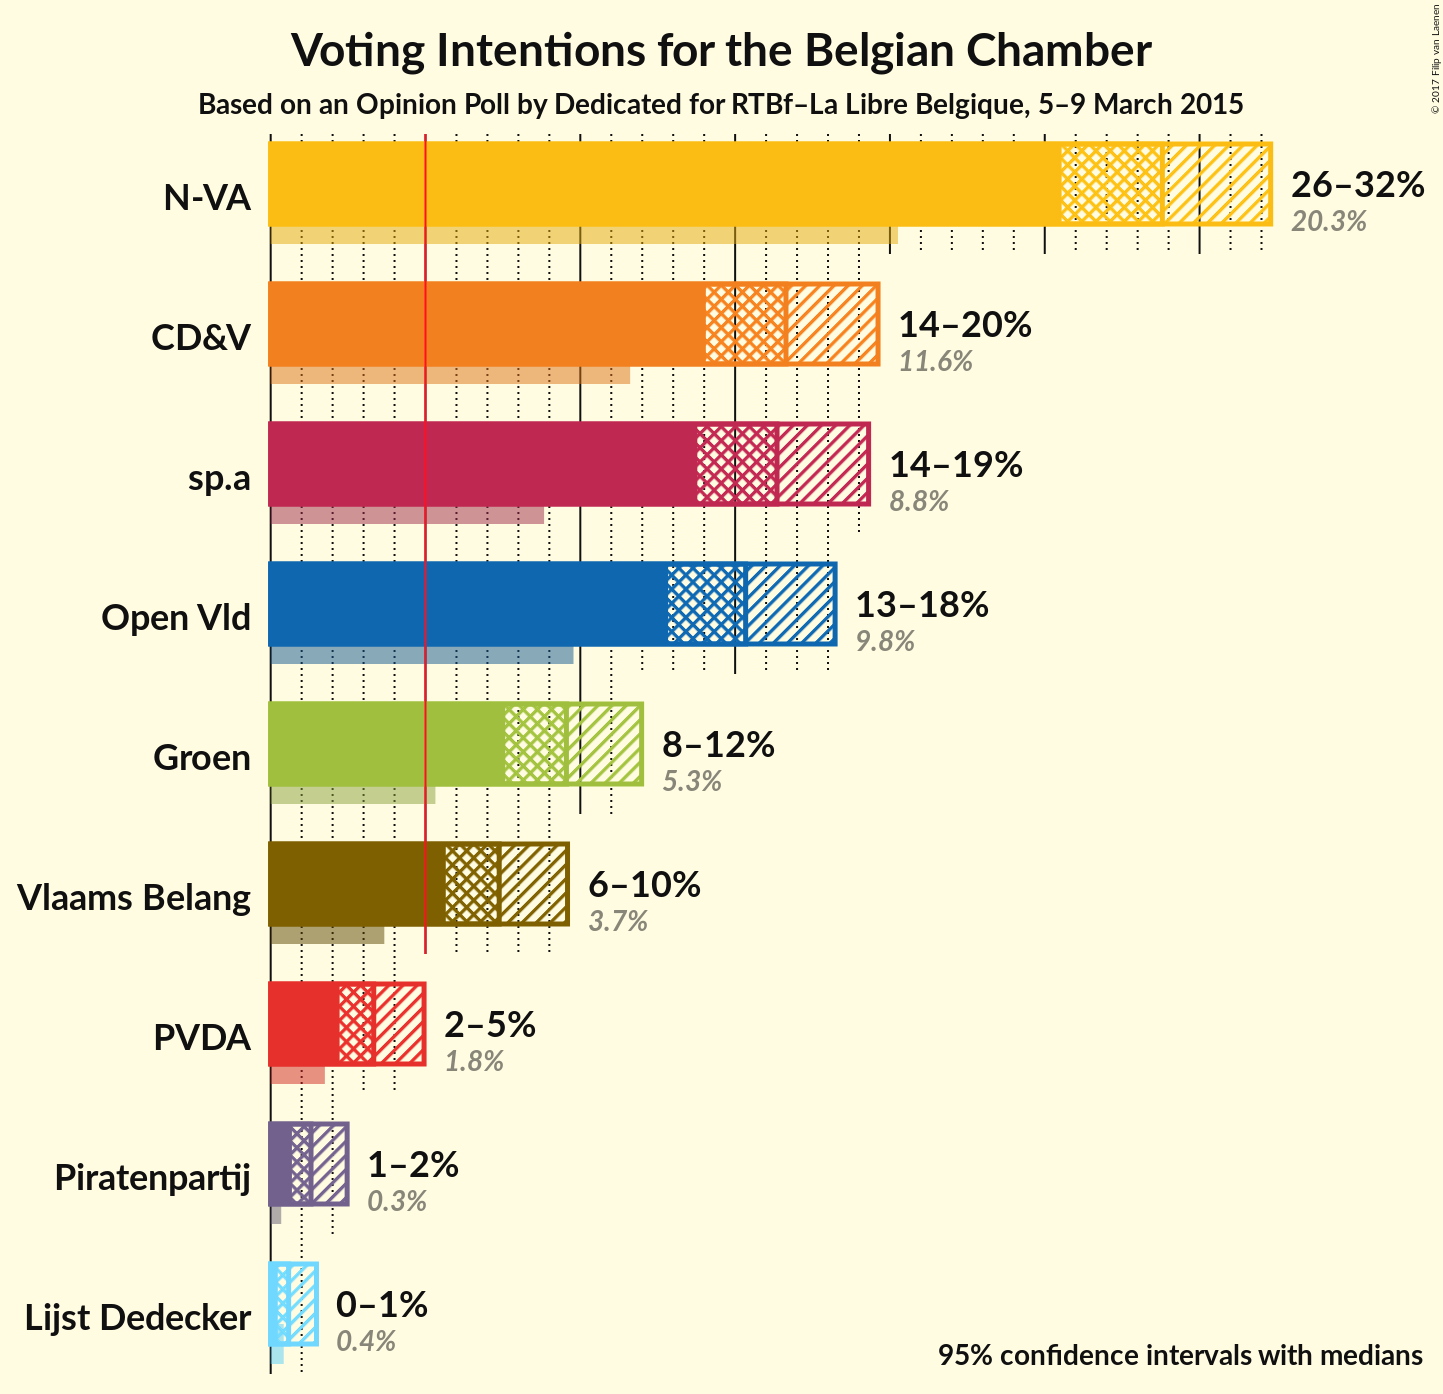 Voting Intentions for the Belgian Chamber
Based on an Opinion Poll by Dedicated for RTBf–La Libre Belgique, 5–9 March 2015
© 2017 Filip van Laenen
N-VA
26–32%
20.3%
CD&V
14–20%
11.6%
sp.a
14–19%
8.8%
Open Vld
13–18%
9.8%
Groen
8–12%
5.3%
Vlaams Belang
6–10%
3.7%
PVDA
2–5%
1.8%
Piratenpartij
1–2%
0.3%
Lijst Dedecker
0–1%
0.4%
95% confidence intervals with medians